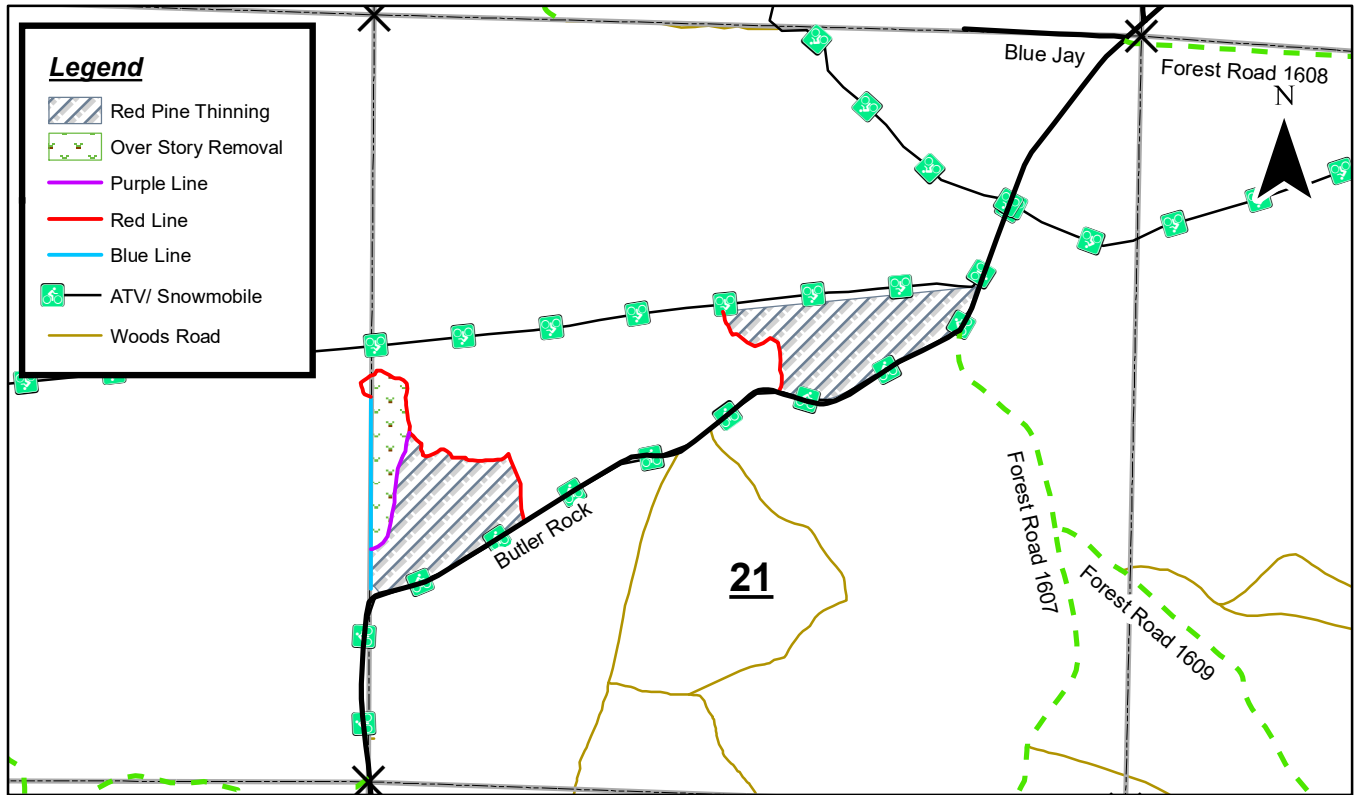 Legend
Red Pine Thinning
Over Story Removal
Purple Line
Red Line
Blue Line
ATV/ Snowmobile
Woods Road
Blue Jay
Forest Road 1608
N
Butler Rock
21
Forest Road 1607
Forest Road 1609